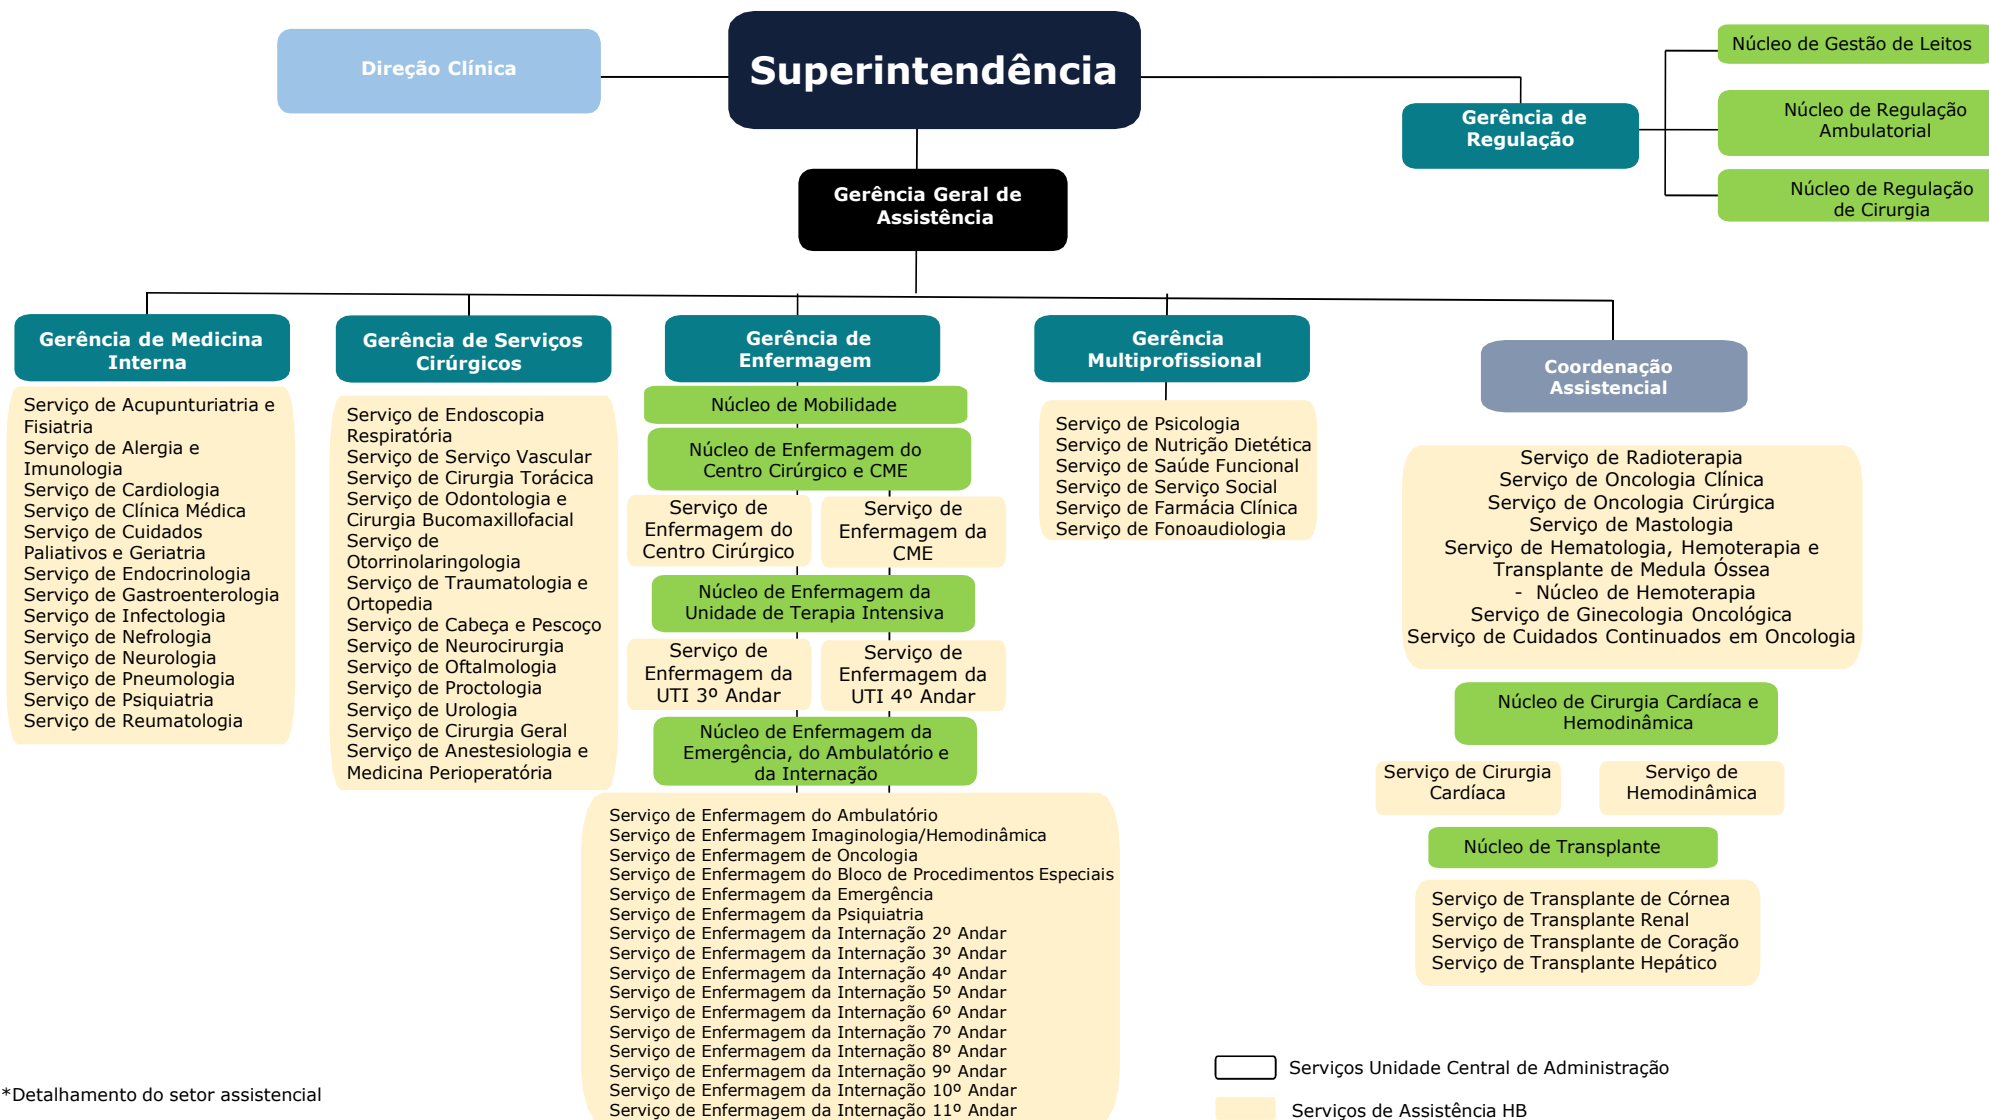 Direção Clínica
Superintendência
Gerência de
Regulação
Núcleo de Gestão de Leitos
Núcleo de Regulação
Ambulatorial
Núcleo de Regulação
de Cirurgia
Gerência Geral de
Assistência
Gerência de Medicina
Interna
Serviço de Acupunturiatria e
Fisiatria
Serviço de Alergia e
Imunologia
Serviço de Cardiologia
Serviço de Clínica Médica
Serviço de Cuidados
Paliativos e Geriatria
Serviço de Endocrinologia
Serviço de Gastroenterologia
Serviço de Infectologia
Serviço de Nefrologia
Serviço de Neurologia
Serviço de Pneumologia
Serviço de Psiquiatria
Serviço de Reumatologia
Gerência de Serviços
Cirúrgicos
Serviço de Endoscopia
Respiratória
Serviço de Serviço Vascular
Serviço de Cirurgia Torácica
Serviço de Odontologia e
Cirurgia Bucomaxillofacial
Serviço de
Otorrinolaringologia
Serviço de Traumatologia e
Ortopedia
Serviço de Cabeça e Pescoço
Serviço de Neurocirurgia
Serviço de Oftalmologia
Serviço de Proctologia
Serviço de Urologia
Serviço de Cirurgia Geral
Serviço de Anestesiologia e
Medicina Perioperatória
Gerência de
Enfermagem
Núcleo de Mobilidade
Núcleo de Enfermagem do
Centro Cirúrgico e CME
Serviço de
Enfermagem do
Centro Cirúrgico
Serviço de
Enfermagem da
CME
Núcleo de Enfermagem da
Unidade de Terapia Intensiva
Serviço de
Enfermagem da
UTI 3º Andar
Serviço de
Enfermagem da
UTI 4º Andar
Núcleo de Enfermagem da
Emergência, do Ambulatório e
da Internação
Serviço de Enfermagem do Ambulatório
Serviço de Enfermagem Imaginologia/Hemodinâmica
Serviço de Enfermagem de Oncologia
Serviço de Enfermagem do Bloco de Procedimentos Especiais
Serviço de Enfermagem da Emergência
Serviço de Enfermagem da Psiquiatria
Serviço de Enfermagem da Internação 2º Andar
Serviço de Enfermagem da Internação 3º Andar
Serviço de Enfermagem da Internação 4º Andar
Serviço de Enfermagem da Internação 5º Andar
Serviço de Enfermagem da Internação 6º Andar
Serviço de Enfermagem da Internação 7º Andar
Serviço de Enfermagem da Internação 8º Andar
Serviço de Enfermagem da Internação 9º Andar
Serviço de Enfermagem da Internação 10º Andar
Serviço de Enfermagem da Internação 11º Andar
Gerência
Multiprofissional
Serviço de Psicologia
Serviço de Nutrição Dietética
Serviço de Saúde Funcional
Serviço de Serviço Social
Serviço de Farmácia Clínica
Serviço de Fonoaudiologia
Coordenação
Assistencial
Serviço de Radioterapia
Serviço de Oncologia Clínica
Serviço de Oncologia Cirúrgica
Serviço de Mastologia
Serviço de Hematologia, Hemoterapia e
Transplante de Medula Óssea
- Núcleo de Hemoterapia
Serviço de Ginecologia Oncológica
Serviço de Cuidados Continuados em Oncologia
Núcleo de Cirurgia Cardíaca e
Hemodinâmica
Serviço de Cirurgia
Cardíaca
Serviço de
Hemodinâmica
Núcleo de Transplante
Serviço de Transplante de Córnea
Serviço de Transplante Renal
Serviço de Transplante de Coração
Serviço de Transplante Hepático
Serviços Unidade Central de Administração
Serviços de Assistência HB
*Detalhamento do setor assistencial